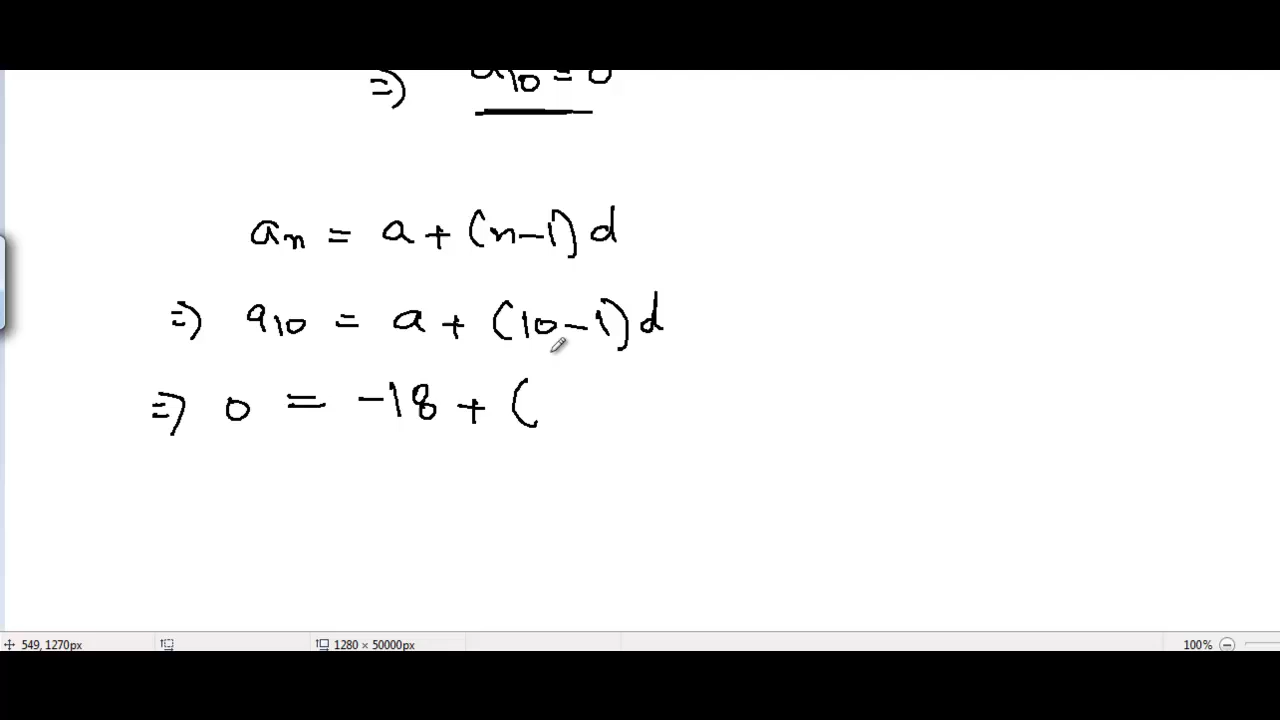 ⇒ a10 = 0
an = a + (n-1)d
⇒ a10 = a + (10-1)d
⇒ 0 = -18 + (
549, 1270px 1280 × 50000px 100%